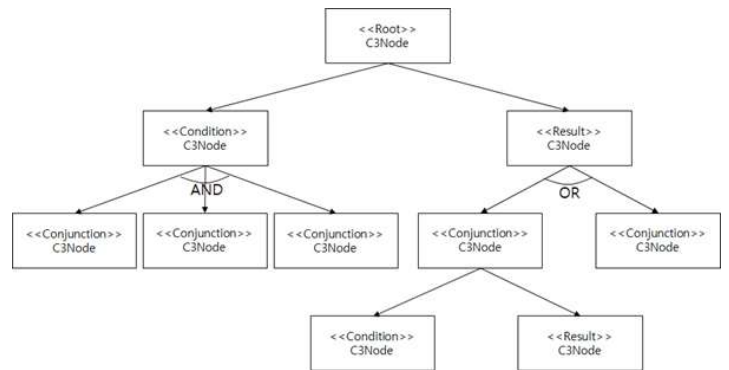 <<Root>>
C3Node
<<Condition>>
C3Node
<<Result>>
C3Node
AND
OR
<<Conjunction>>
C3Node
<<Conjunction>>
C3Node
<<Conjunction>>
C3Node
<<Conjunction>>
C3Node
<<Conjunction>>
C3Node
<<Condition>>
C3Node
<<Result>>
C3Node